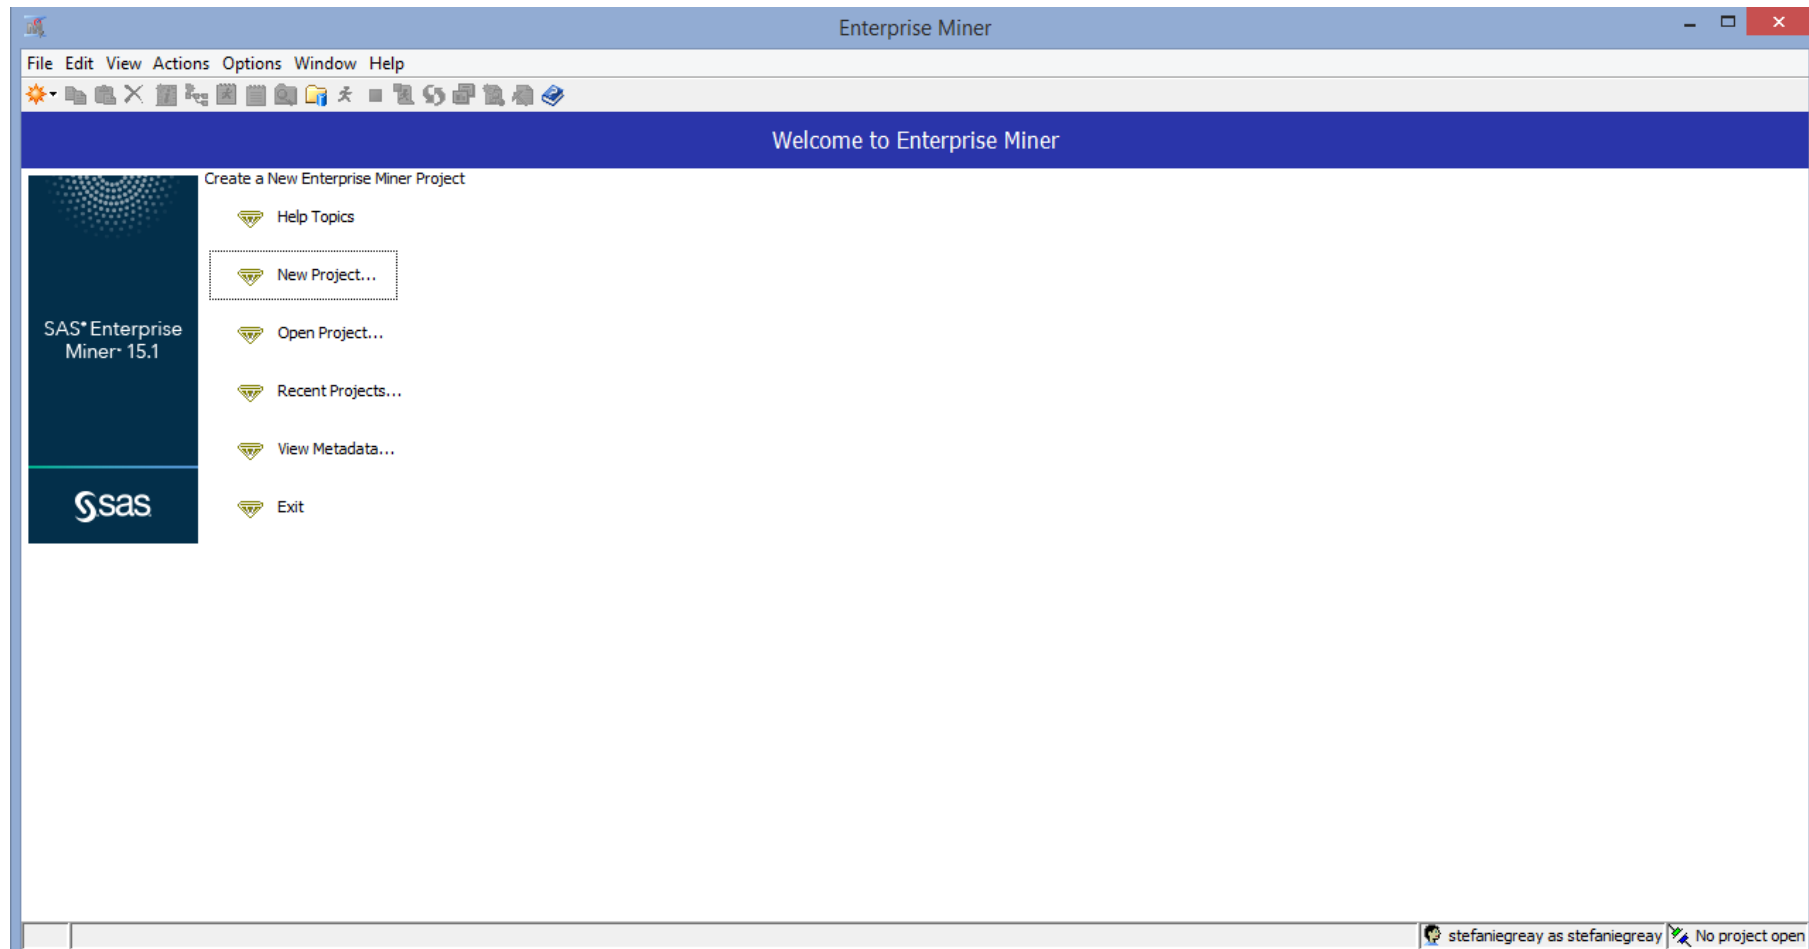 Enterprise Miner
File Edit View Actions Options Window Help
Welcome to Enterprise Miner
Create a New Enterprise Miner Project
Help Topics
New Project...
SAS® Enterprise
Miner™ 15.1
Open Project...
Recent Projects...
View Metadata...
sas
Exit
stefaniegreay as stefaniegreay
No project open